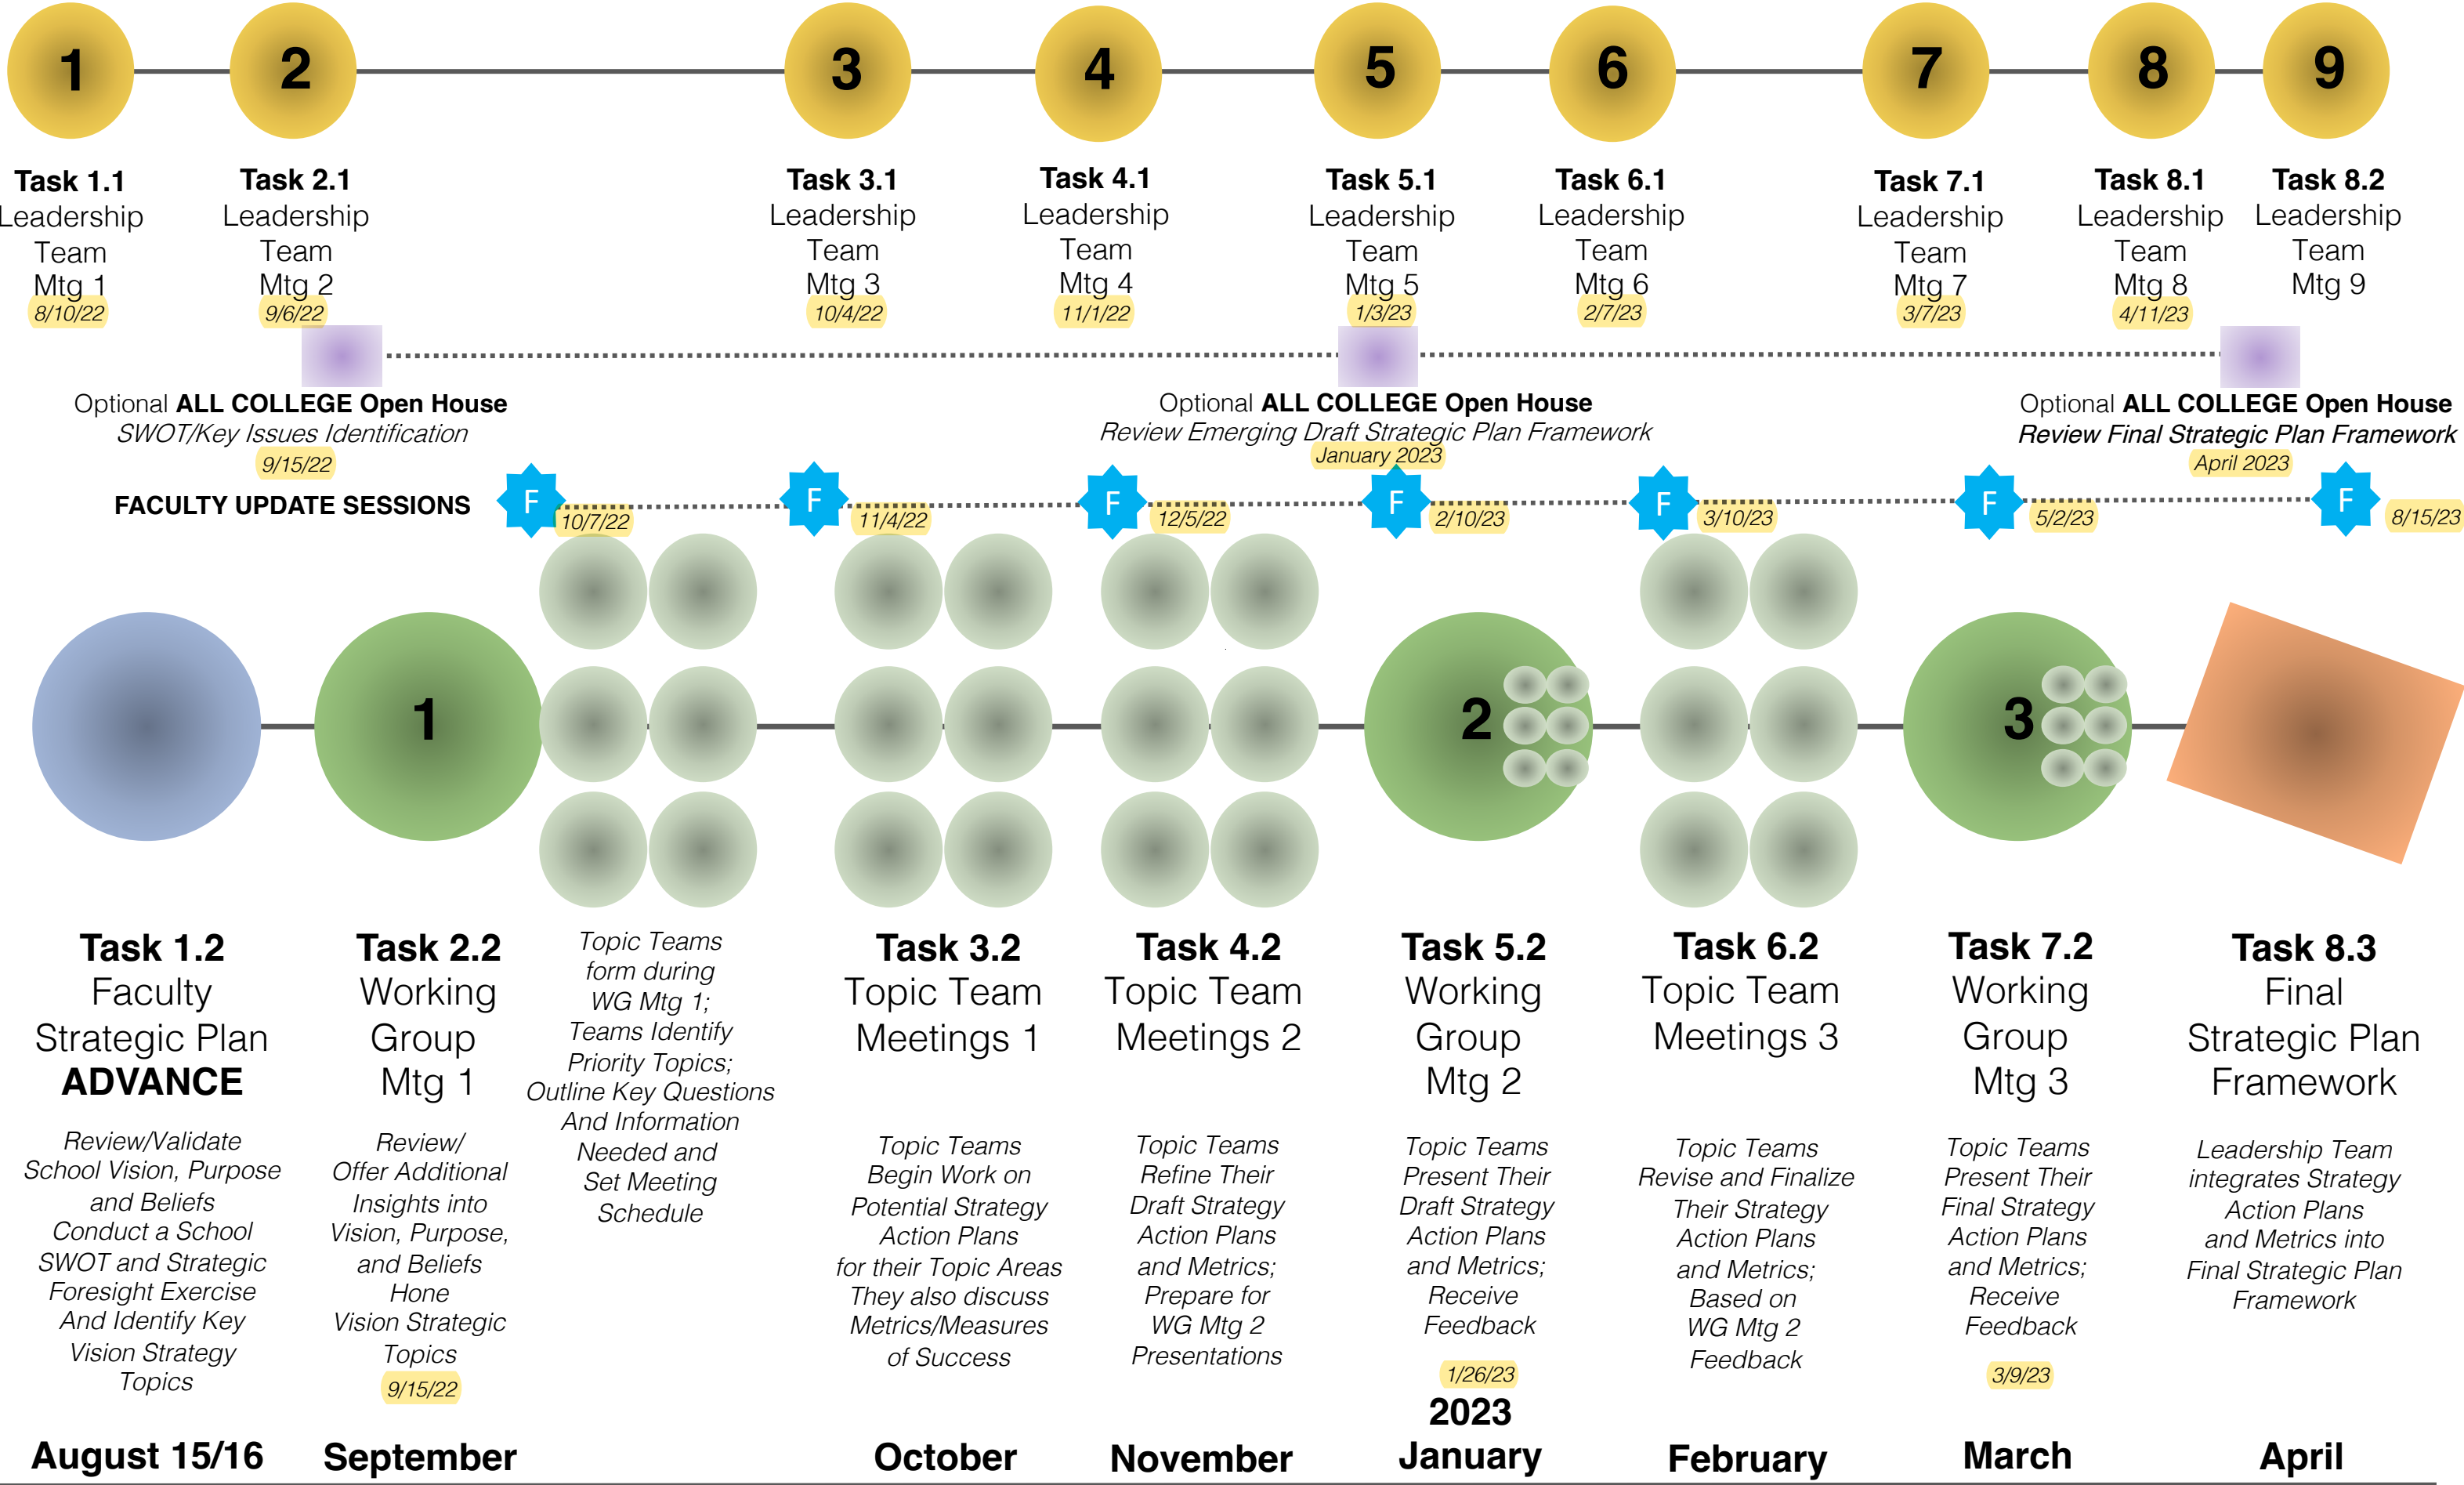 1
2
3
4
5
6
7
8
9
Task 1.1
Leadership
Team
Mtg 1
8/10/22
Task 2.1
Leadership
Team
Mtg 2
9/6/22
Task 3.1
Leadership
Team
Mtg 3
10/4/22
Task 4.1
Leadership
Team
Mtg 4
11/1/22
Task 5.1
Leadership
Team
Mtg 5
1/3/23
Task 6.1
Leadership
Team
Mtg 6
2/7/23
Task 7.1
Leadership
Team
Mtg 7
3/7/23
Task 8.1
Leadership
Team
Mtg 8
4/11/23
Task 8.2
Leadership
Team
Mtg 9
Optional ALL COLLEGE Open House
SWOT/Key Issues Identification
9/15/22
Optional ALL COLLEGE Open House
Review Emerging Draft Strategic Plan Framework
January 2023
Optional ALL COLLEGE Open House
Review Final Strategic Plan Framework
April 2023
FACULTY UPDATE SESSIONS
F
10/7/22
F
11/4/22
F
12/5/22
F
2/10/23
F
3/10/23
F
5/2/23
F
8/15/23
1
2
3
Task 1.2
Faculty
Strategic Plan
ADVANCE
Review/Validate
School Vision, Purpose
and Beliefs
Conduct a School
SWOT and Strategic
Foresight Exercise
And Identify Key
Vision Strategy
Topics
August 15/16
Task 2.2
Working
Group
Mtg 1
Review/
Offer Additional
Insights into
Vision, Purpose,
and Beliefs
Hone
Vision Strategic
Topics
9/15/22
September
Topic Teams
form during
WG Mtg 1;
Teams Identify
Priority Topics;
Outline Key Questions
And Information
Needed and
Set Meeting
Schedule
Task 3.2
Topic Team
Meetings 1
Topic Teams
Begin Work on
Potential Strategy
Action Plans
for their Topic Areas
They also discuss
Metrics/Measures
of Success
October
Task 4.2
Topic Team
Meetings 2
Topic Teams
Refine Their
Draft Strategy
Action Plans
and Metrics;
Prepare for
WG Mtg 2
Presentations
November
Task 5.2
Working
Group
Mtg 2
Topic Teams
Present Their
Draft Strategy
Action Plans
and Metrics;
Receive
Feedback
1/26/23
2023
January
Task 6.2
Topic Team
Meetings 3
Topic Teams
Revise and Finalize
Their Strategy
Action Plans
and Metrics;
Based on
WG Mtg 2
Feedback
February
Task 7.2
Working
Group
Mtg 3
Topic Teams
Present Their
Final Strategy
Action Plans
and Metrics;
Receive
Feedback
3/9/23
March
Task 8.3
Final
Strategic Plan
Framework
Leadership Team
integrates Strategy
Action Plans
and Metrics into
Final Strategic Plan
Framework
April